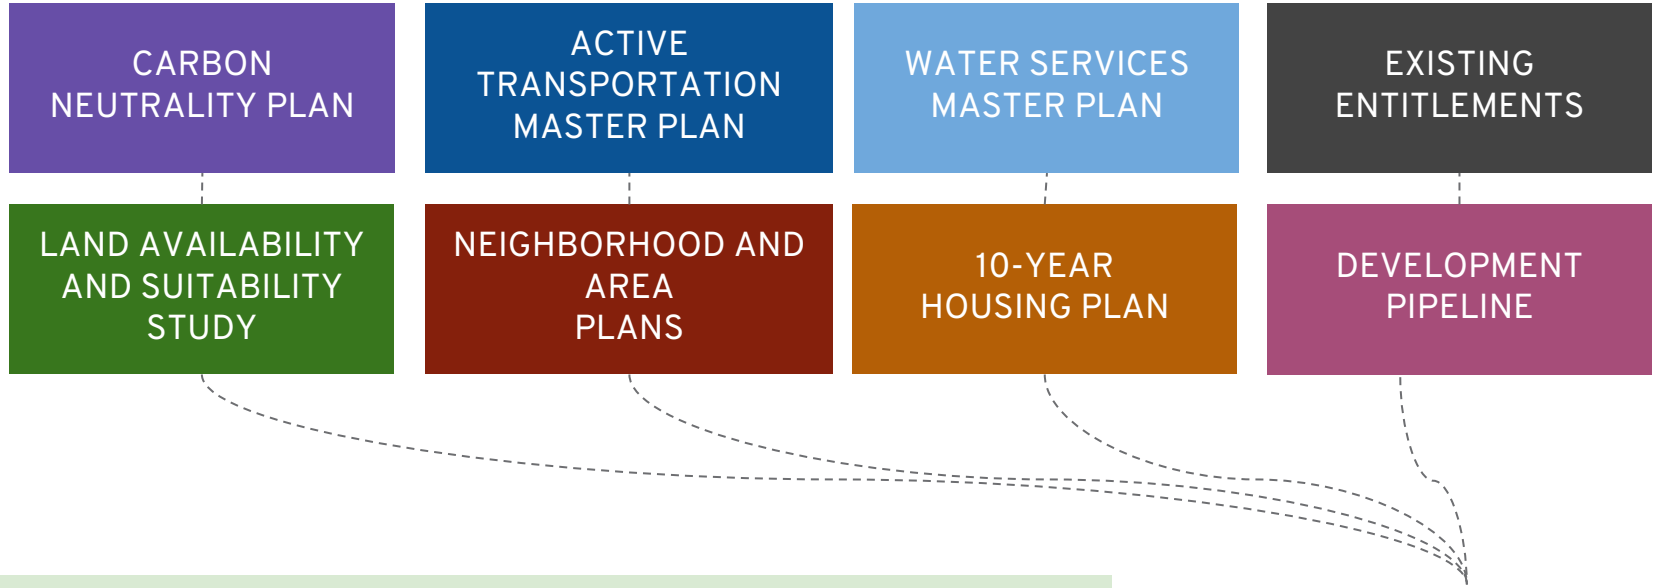 CARBON
NEUTRALITY PLAN
ACTIVE
TRANSPORTATION
MASTER PLAN
WATER SERVICES
MASTER PLAN
EXISTING
ENTITLEMENTS
LAND AVAILABILITY
AND SUITABILITY
STUDY
NEIGHBORHOOD AND
AREA
PLANS
10-YEAR
HOUSING PLAN
DEVELOPMENT
PIPELINE